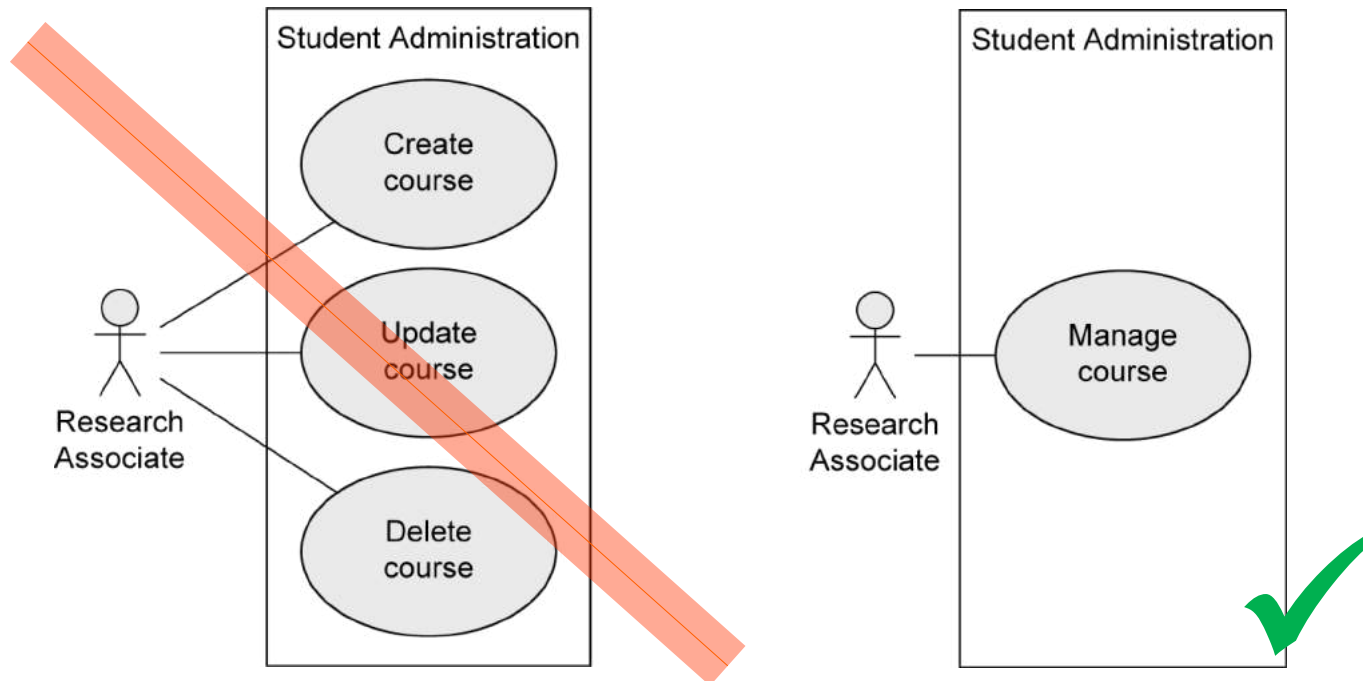 Student Administration
Create
course
Update
course
Delete
course
Research
Associate
Student Administration
Manage
course
Research
Associate